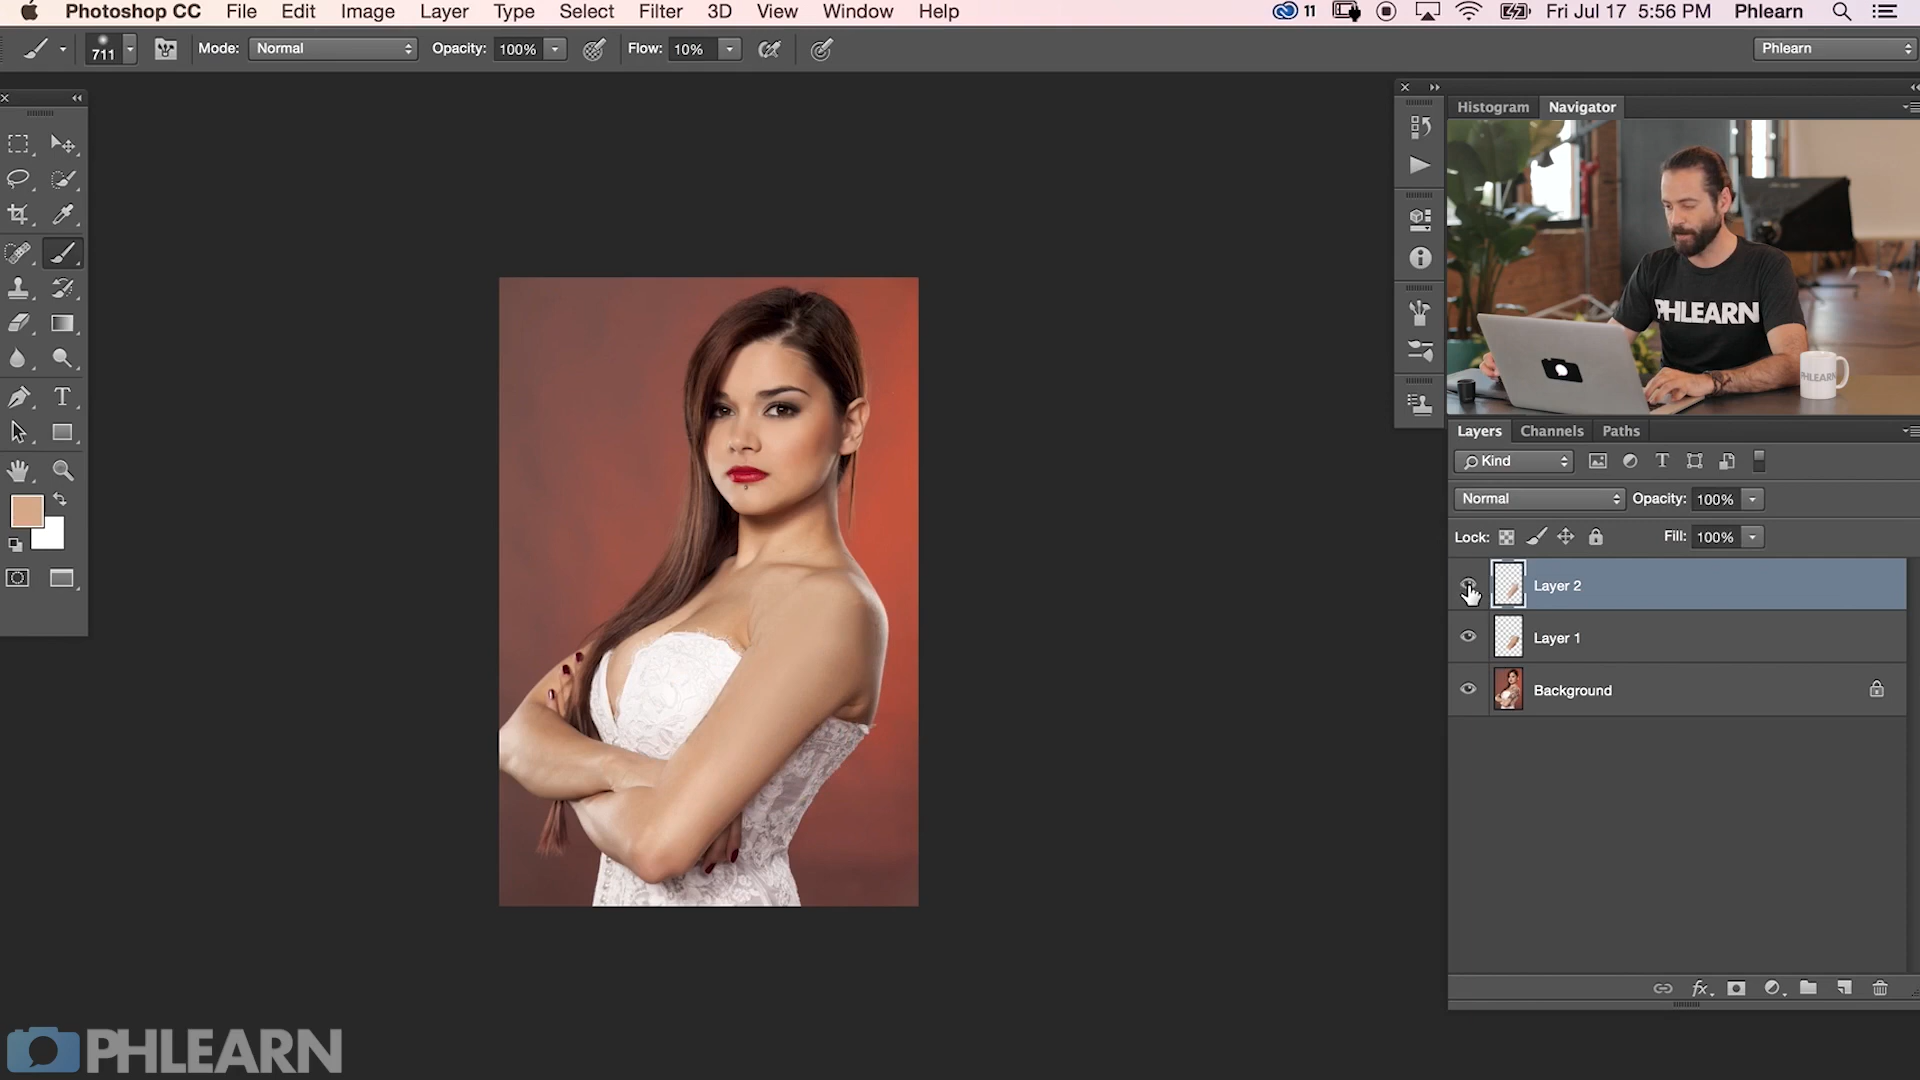 Photoshop CC File Edit Image Layer Type Select Filter 3D View Window Help 11 Fri Jul 17 5:56 PM Phlearn
711 Mode: Normal Opacity: 100% Flow: 10% Phlearn
Histogram Navigator
PHLEARN
PHLEARN
Layers Channels Paths
Kind
Normal Opacity: 100%
Lock: Fill: 100%
Layer 2
Layer 1
Background
fx
PHLEARN